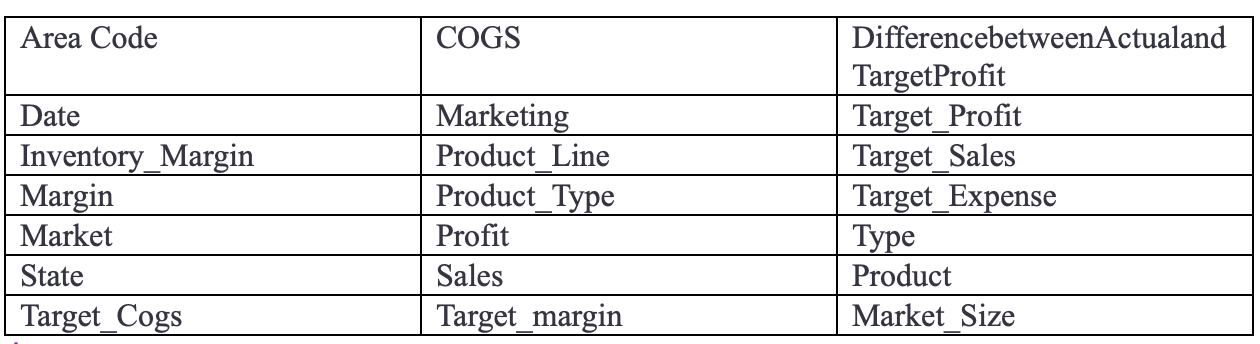 Area Code
COGS
DifferencebetweenActualand
TargetProfit
Date
Marketing
Target_Profit
Inventory_Margin
Product_Line
Target_Sales
Margin
Product_Type
Target_Expense
Market
Profit
Type
State
Sales
Product
Target_Cogs
Target_margin
Market_Size